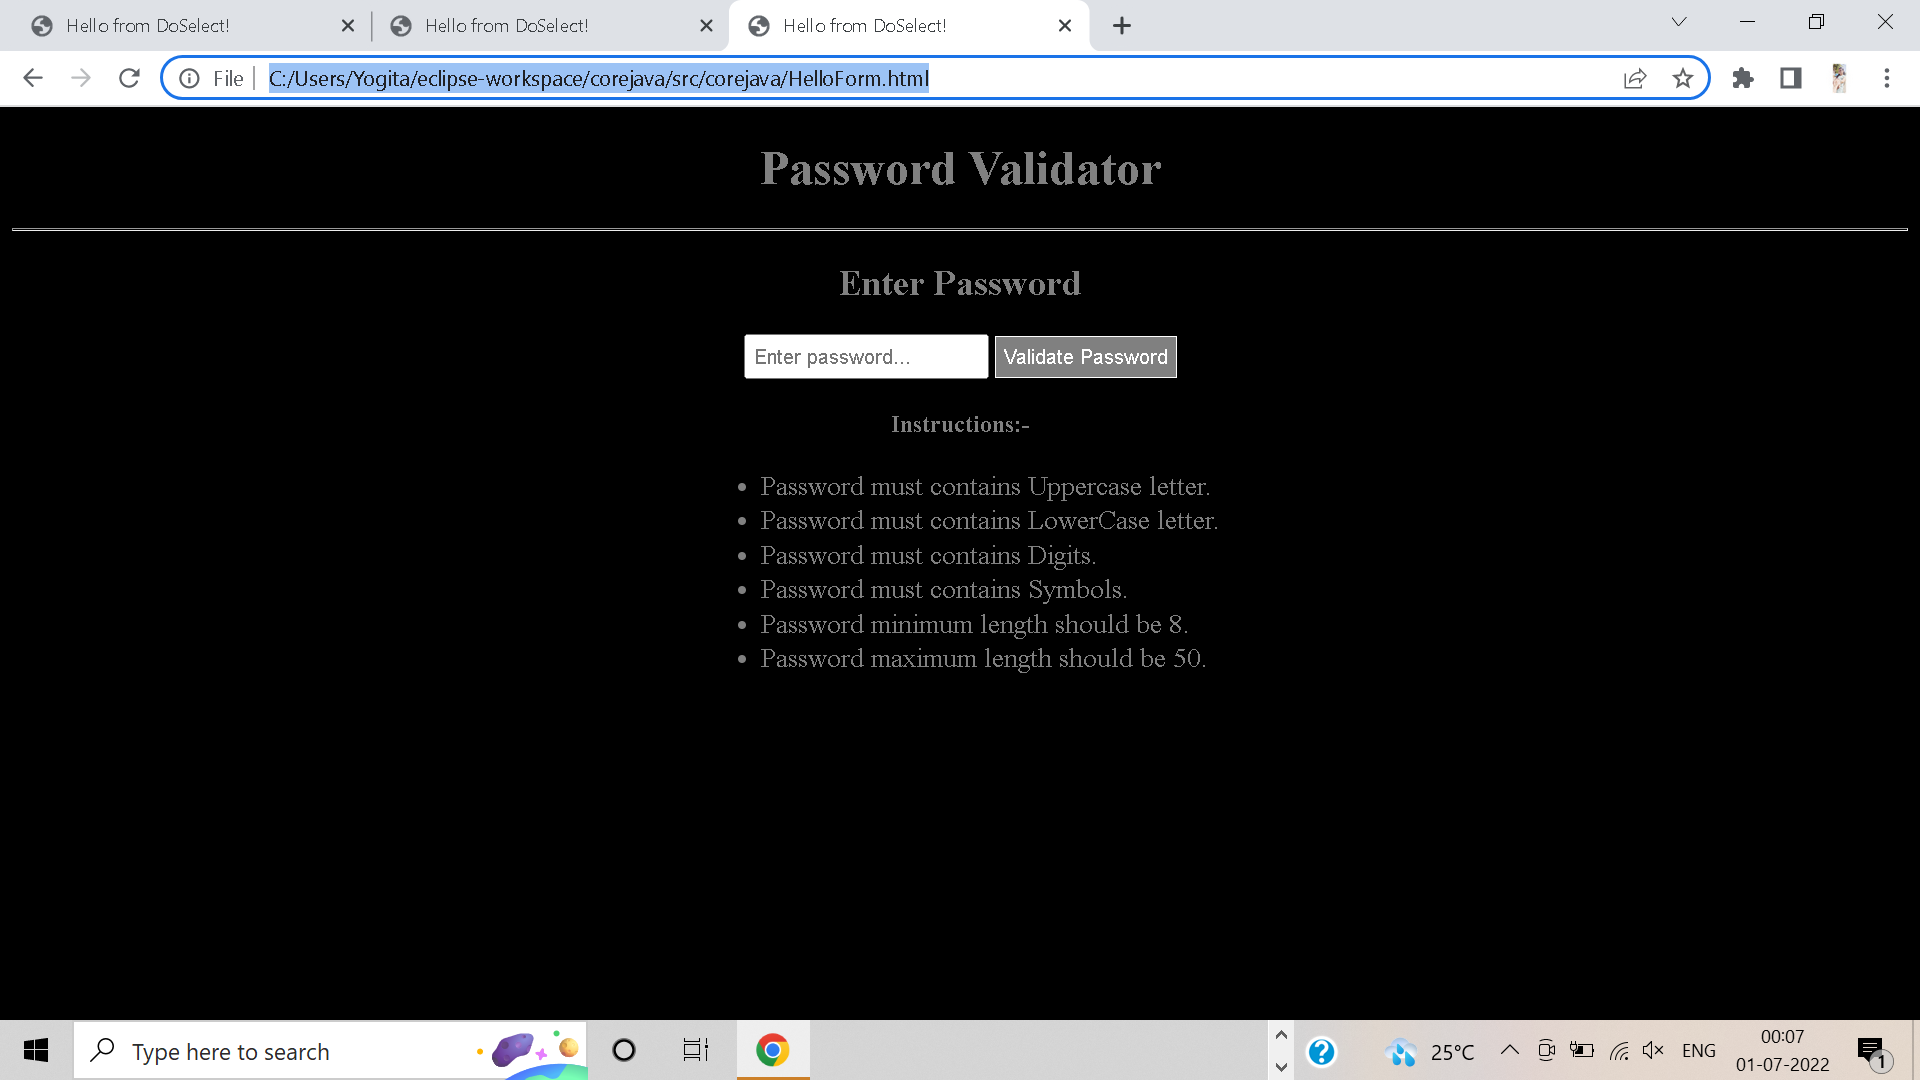 Hello from DoSelect!
Hello from DoSelect!
Hello from DoSelect!
File
C:/Users/Yogita/eclipse-workspace/corejava/src/corejava/HelloForm.html
Password Validator
Enter Password
Enter password...
Validate Password
Instructions:-
Password must contains Uppercase letter.
Password must contains LowerCase letter.
Password must contains Digits.
Password must contains Symbols.
Password minimum length should be 8.
Password maximum length should be 50.
Type here to search
25°C
ENG
00:07
01-07-2022
1